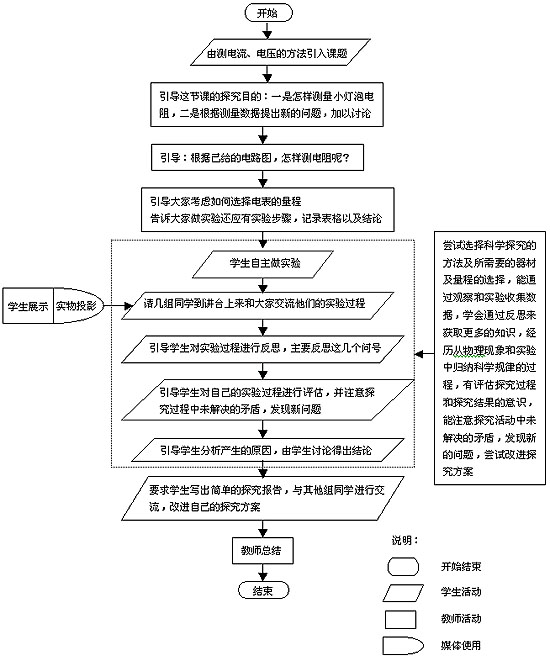 开始
由测电流、电压的方法引入课题
引导这节课的探究目的：一是怎样测量小灯泡电
阻，二是根据测量数据提出新的问题，加以讨论
引导：根据己给的电路图，怎样测电阻呢？
引导大家考虑如何选择电表的量程
告诉大家做实验还应有实验步骤，记录表格以及结论
学生自主做实验
学生展示 实物投影
请几组同学到讲台上来和大家交流他们的实验过程
引导学生对实验过程进行反思，主要反思这几个问号
引导学生对自己的实验过程进行评估，并注意探
究过程中未解决的矛盾，发现新问题
引导学生分析产生的原因，由学生讨论得出结论
尝试选择科学探究的
方法及所需要的器材
及量程的选择，能通
过观察和实验收集数
据，学会通过反思来
获取更多的知识，经
历从物理现象和实验
中归纳科学规律的过
程，有评估探究过程
和探究结果的意识，
能注意探究活动中未
解决的矛盾，发现新
的问题，尝试改进探
究方案
要求学生写出简单的探究报告，与其他组同学进行交
流，改进自己的探究方案
教师总结
结束
说明：
开始结束
学生活动
教师活动
媒体使用